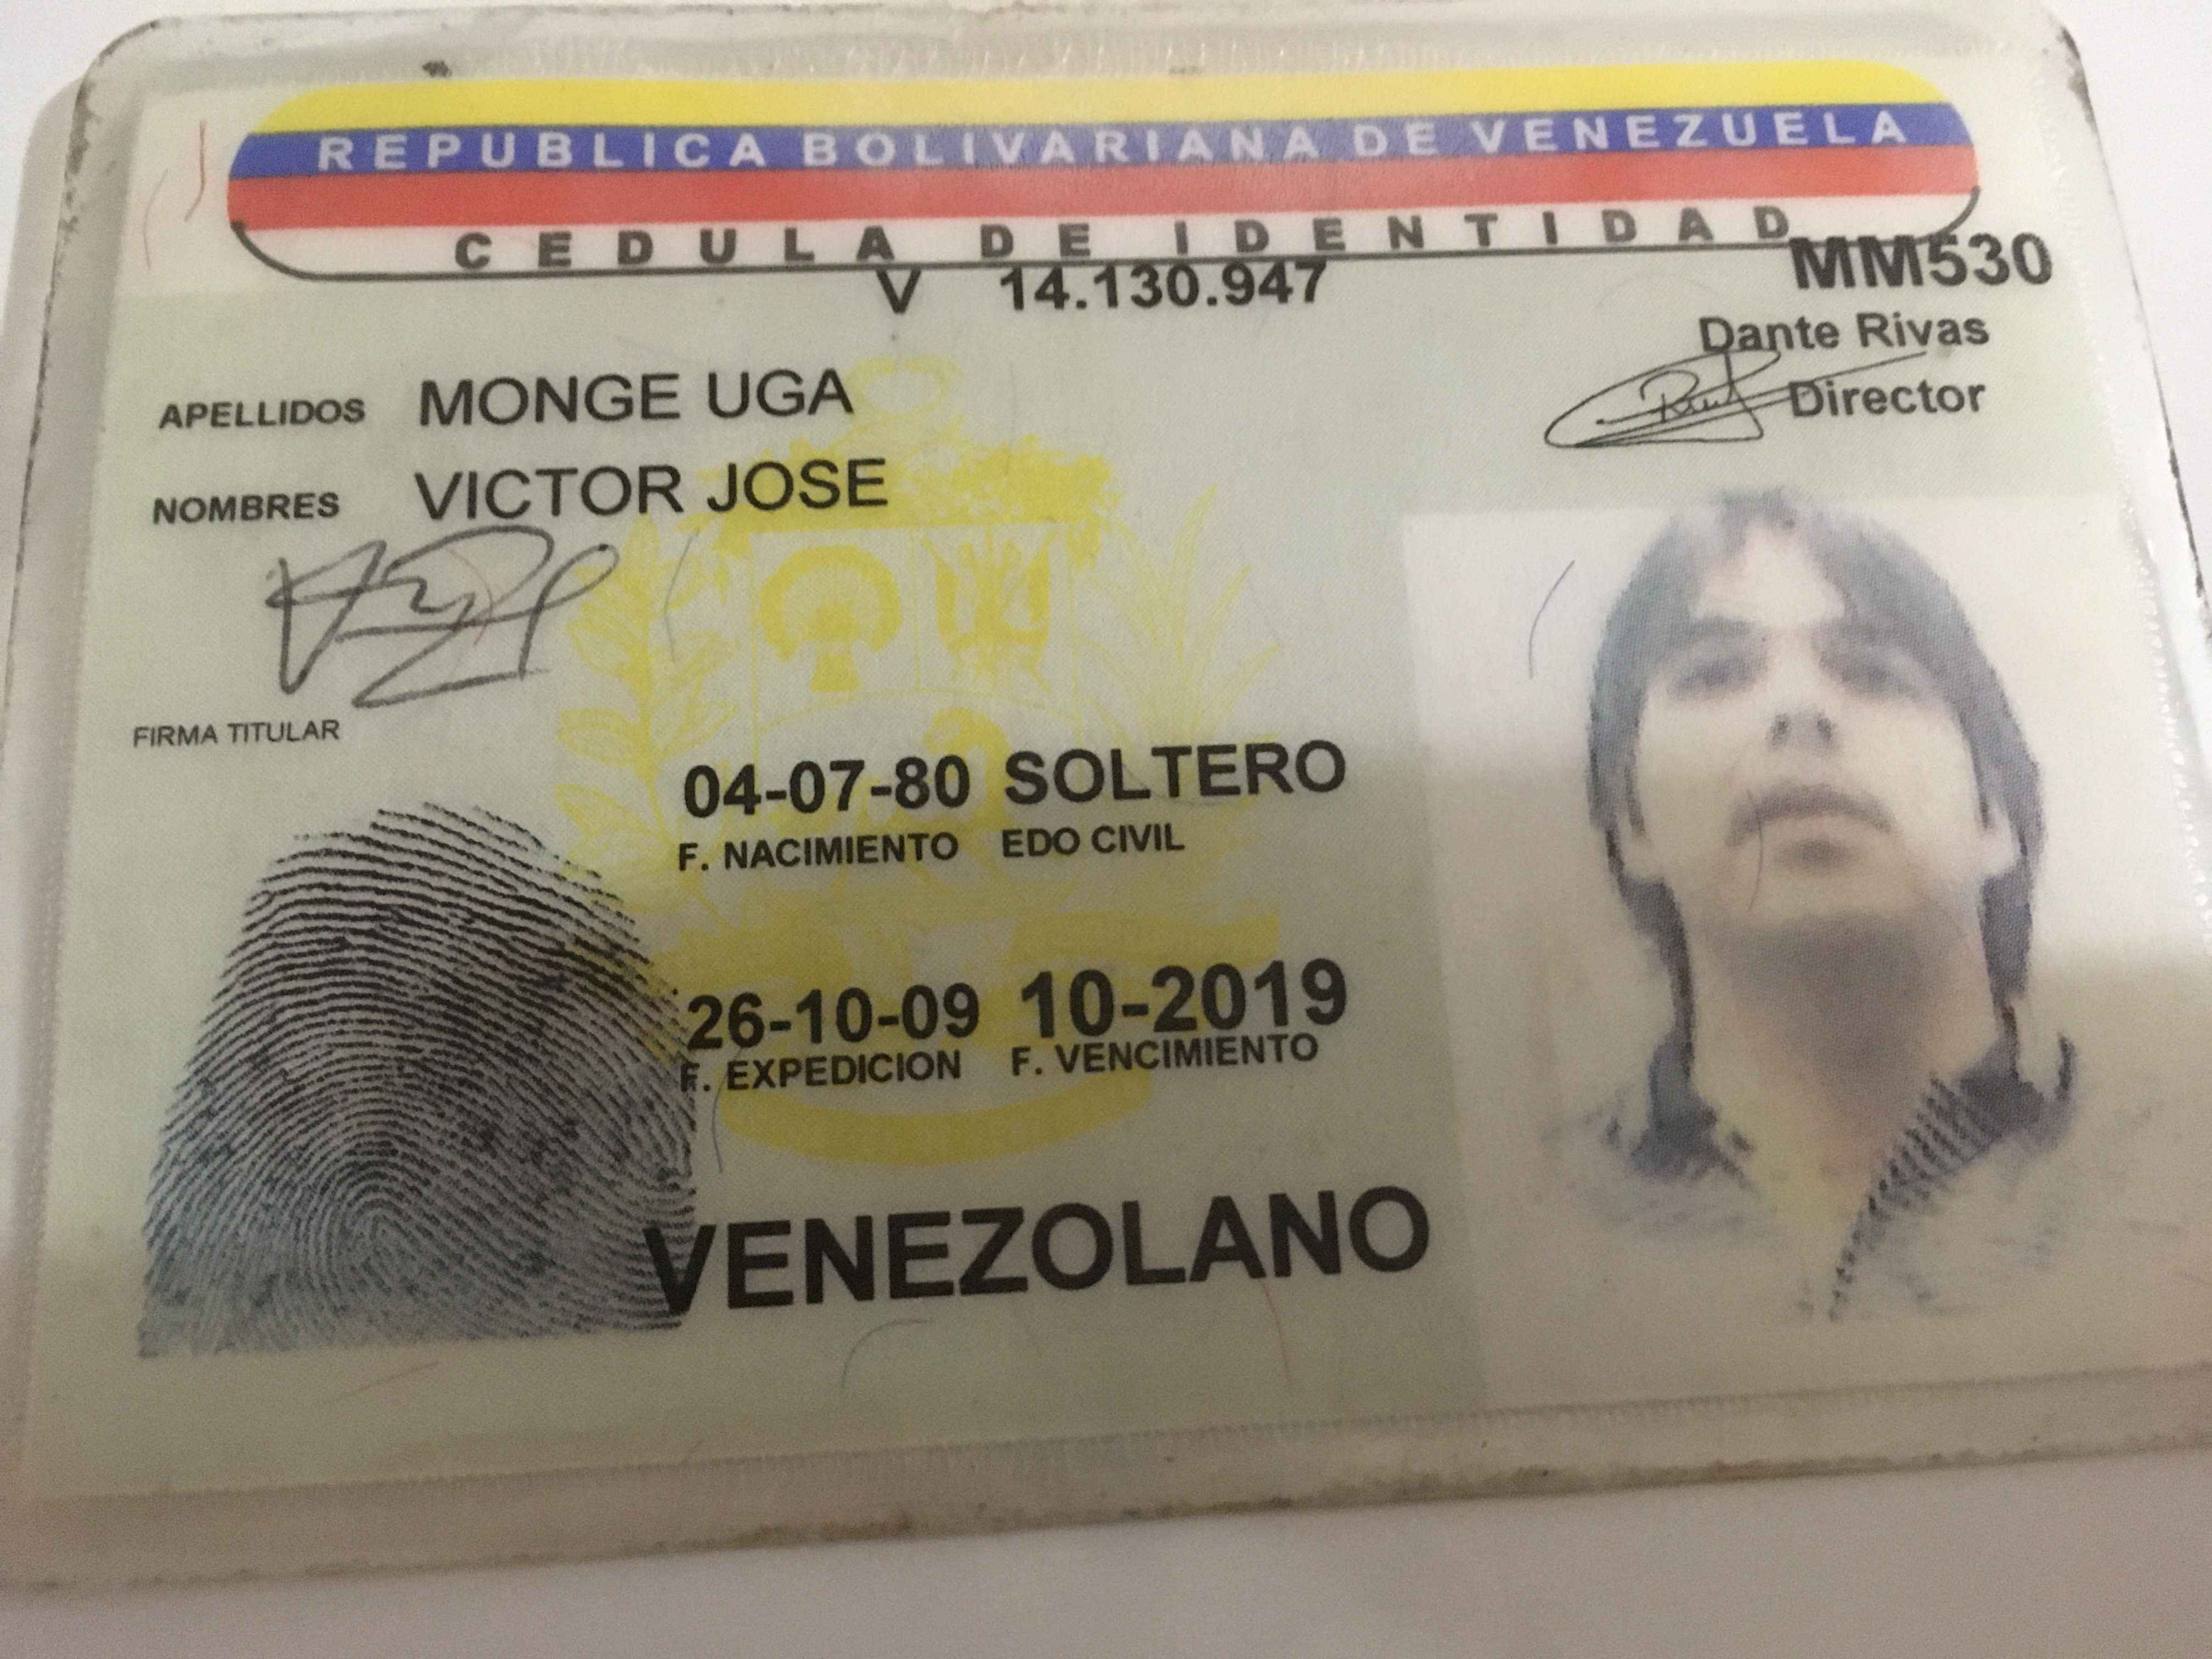 REPUBLICA BOLIVARIANA DE VENEZUELA
CEDULA DE IDENTIDAD
MM530
V 14.130.947
Dante Rivas
Director
APELLIDOS MONGE UGA
NOMBRES VICTOR JOSE
FIRMA TITULAR
04-07-80 SOLTERO
F. NACIMIENTO EDO CIVIL
26-10-09 10-2019
F. EXPEDICION F. VENCIMIENTO
VENEZOLANO